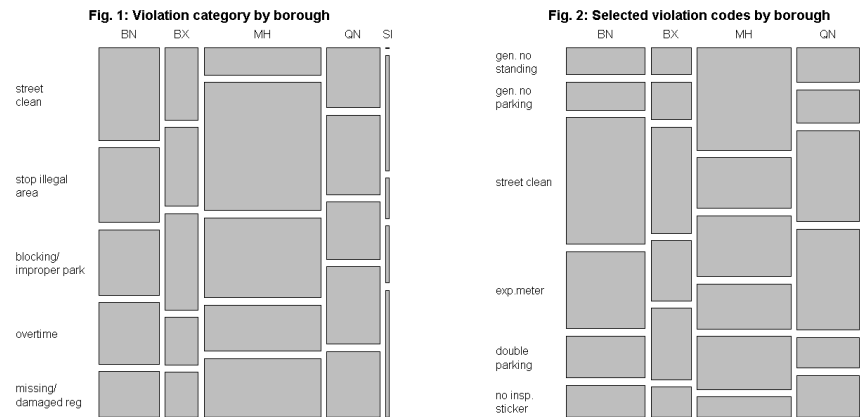 Fig. 1: Violation category by borough
BN BX MH QN SI
street
clean
stop illegal
area
blocking/
improper park
overtime
missing/
damaged reg
Fig. 2: Selected violation codes by borough
BN BX MH QN
gen. no
standing
gen. no
parking
street clean
exp.meter
double
parking
no insp.
sticker